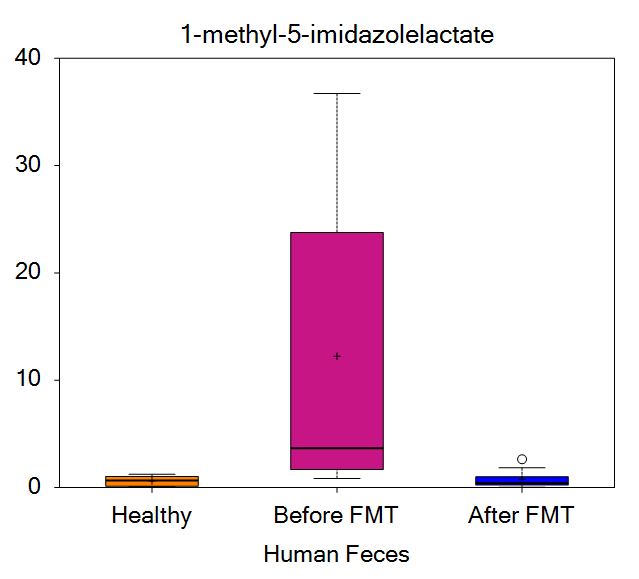 1-methyl-5-imidazolelactate
40
30
20
10
0
Healthy
Before FMT
After FMT
Human Feces